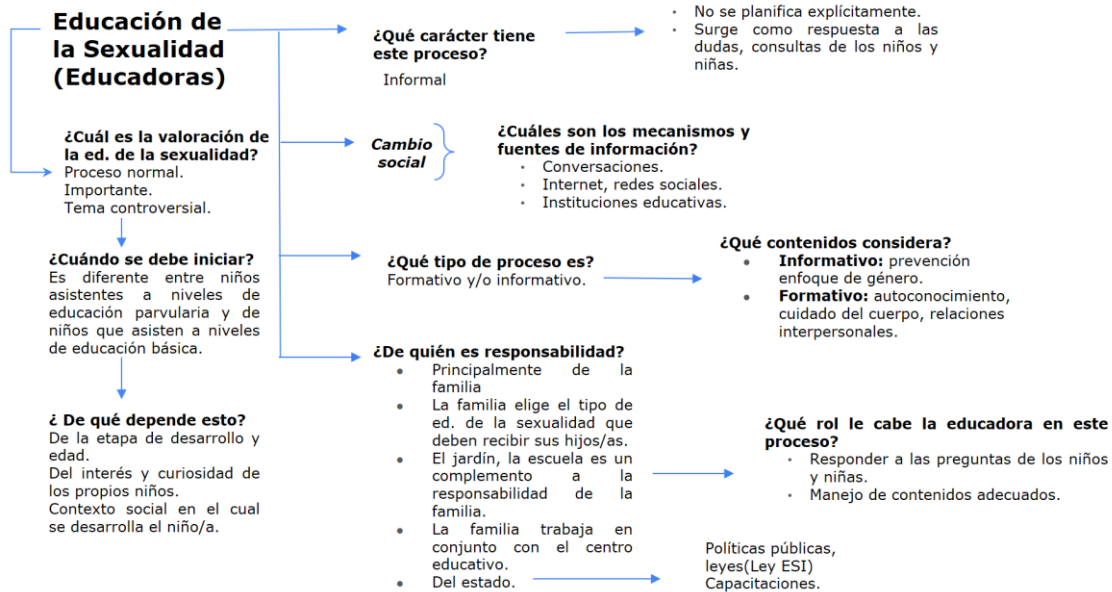 Educación de
la Sexualidad
(Educadoras)
¿Cuál es la valoración de
la ed. de la sexualidad?
Proceso normal.
Importante.
Tema controversial.
¿Cuándo se debe iniciar?
Es diferente entre niños
asistentes a niveles de
educación parvularia y de
niños que asisten a niveles
de educación básica.
¿ De qué depende esto?
De la etapa de desarrollo y
edad.
Del interés y curiosidad de
los propios niños.
Contexto social en el cual
se desarrolla el niño/a.
¿Qué carácter tiene
este proceso?
Informal
· No se planifica explícitamente.
· Surge como respuesta a las
dudas, consultas de los niños y
niñas.
Cambio
social
¿Cuáles son los mecanismos y
fuentes de información?
· Conversaciones.
· Internet, redes sociales.
· Instituciones educativas.
¿Qué tipo de proceso es?
Formativo y/o informativo.
¿Qué contenidos considera?
● Informativo: prevención
enfoque de género.
● Formativo: autoconocimiento,
cuidado del cuerpo, relaciones
interpersonales.
¿De quién es responsabilidad?
● Principalmente de la
familia
● La familia elige el tipo de
ed. de la sexualidad que
deben recibir sus hijos/as.
● El jardín, la escuela es un
complemento a la
responsabilidad de la
familia.
● La familia trabaja en
conjunto con el centro
educativo.
● Del estado.
¿Qué rol le cabe la educadora en este
proceso?
· Responder a las preguntas de los niños
y niñas.
· Manejo de contenidos adecuados.
Políticas públicas,
leyes(Ley ESI)
Capacitaciones.